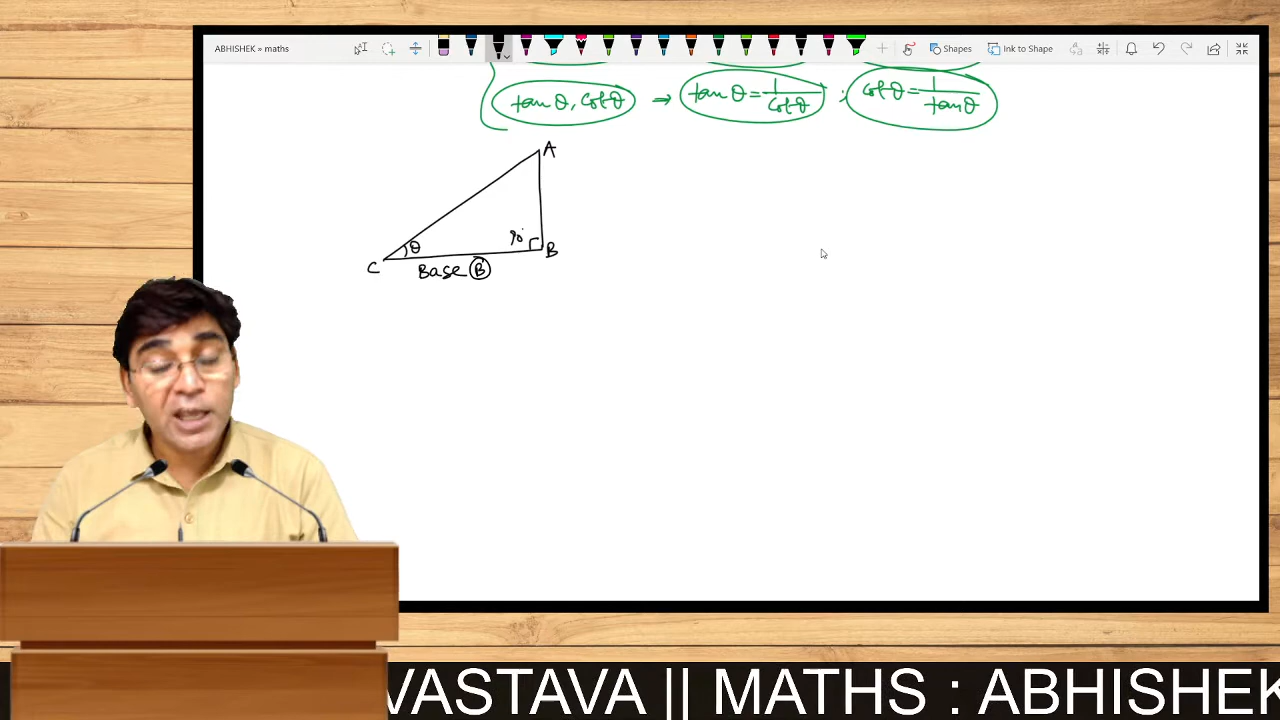 ABHISHEK » maths
Shapes
Ink to Shape
tan θ, cot θ ⇒ tan θ = 1/cot θ ; cot θ = 1/tan θ
A
θ
90°
B
C
Base B
VASTAVA || MATHS : ABHISHEK